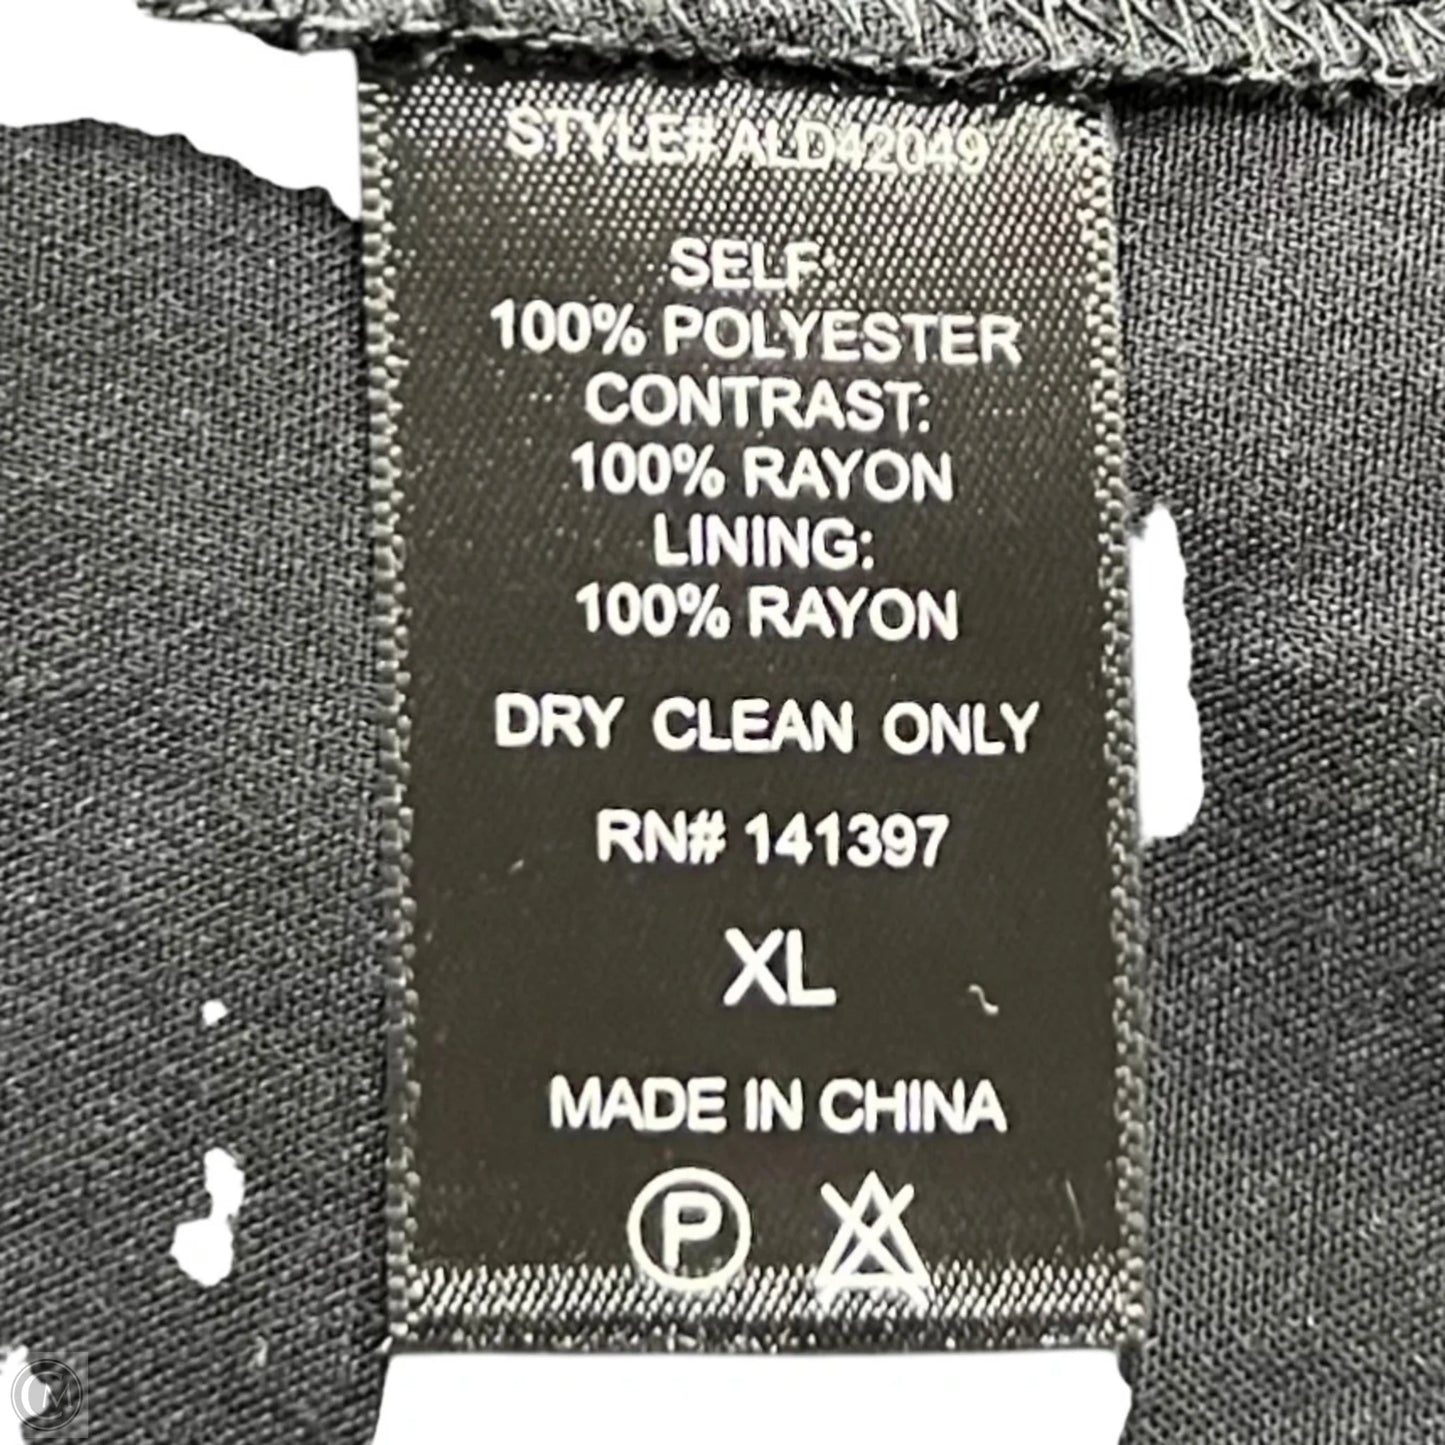 STYLE# ALD42049
SELF:
100% POLYESTER
CONTRAST:
100% RAYON
LINING:
100% RAYON
DRY CLEAN ONLY
RN# 141397
XL
MADE IN CHINA
P